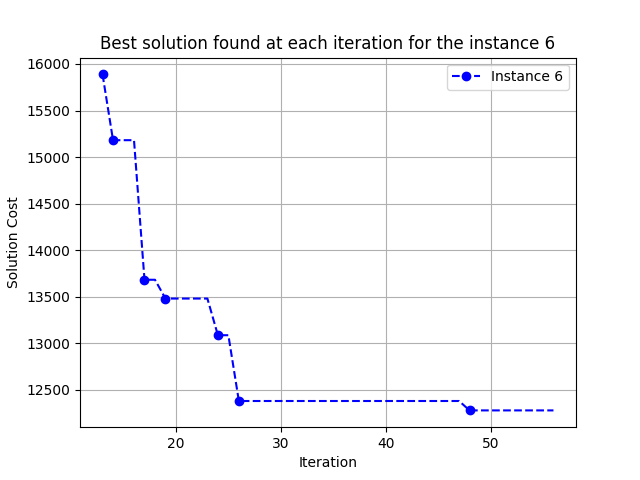 Best solution found at each iteration for the instance 6
Instance 6
Solution Cost
16000
15500
15000
14500
14000
13500
13000
12500
20 30 40 50
Iteration